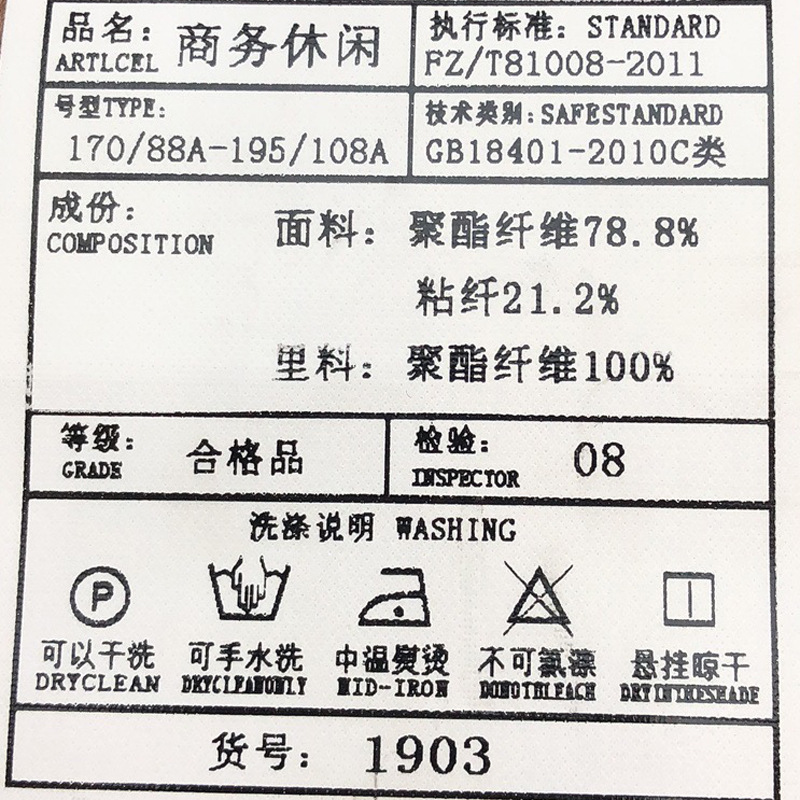 品名: 商务休闲
ARTLCEL
执行标准: STANDARD
FZ/T81008-2011
号型TYPE:
170/88A-195/108A
技术类别:SAFESTANDARD
GB18401-2010C类
成份:
COMPOSITION
面料: 聚酯纤维78.8%
粘纤21.2%
里料: 聚酯纤维100%
等级:
GRADE
合格品
检验:
INSPECTOR
08
洗涤说明 WASHING
P
可以干洗
DRYCLEAN
可手水洗
DRYCLEANONLY
中温熨烫
MID-IRON
不可氯漂
DONOTBLEACH
悬挂晾干
DRYINTHESHADE
货号: 1903